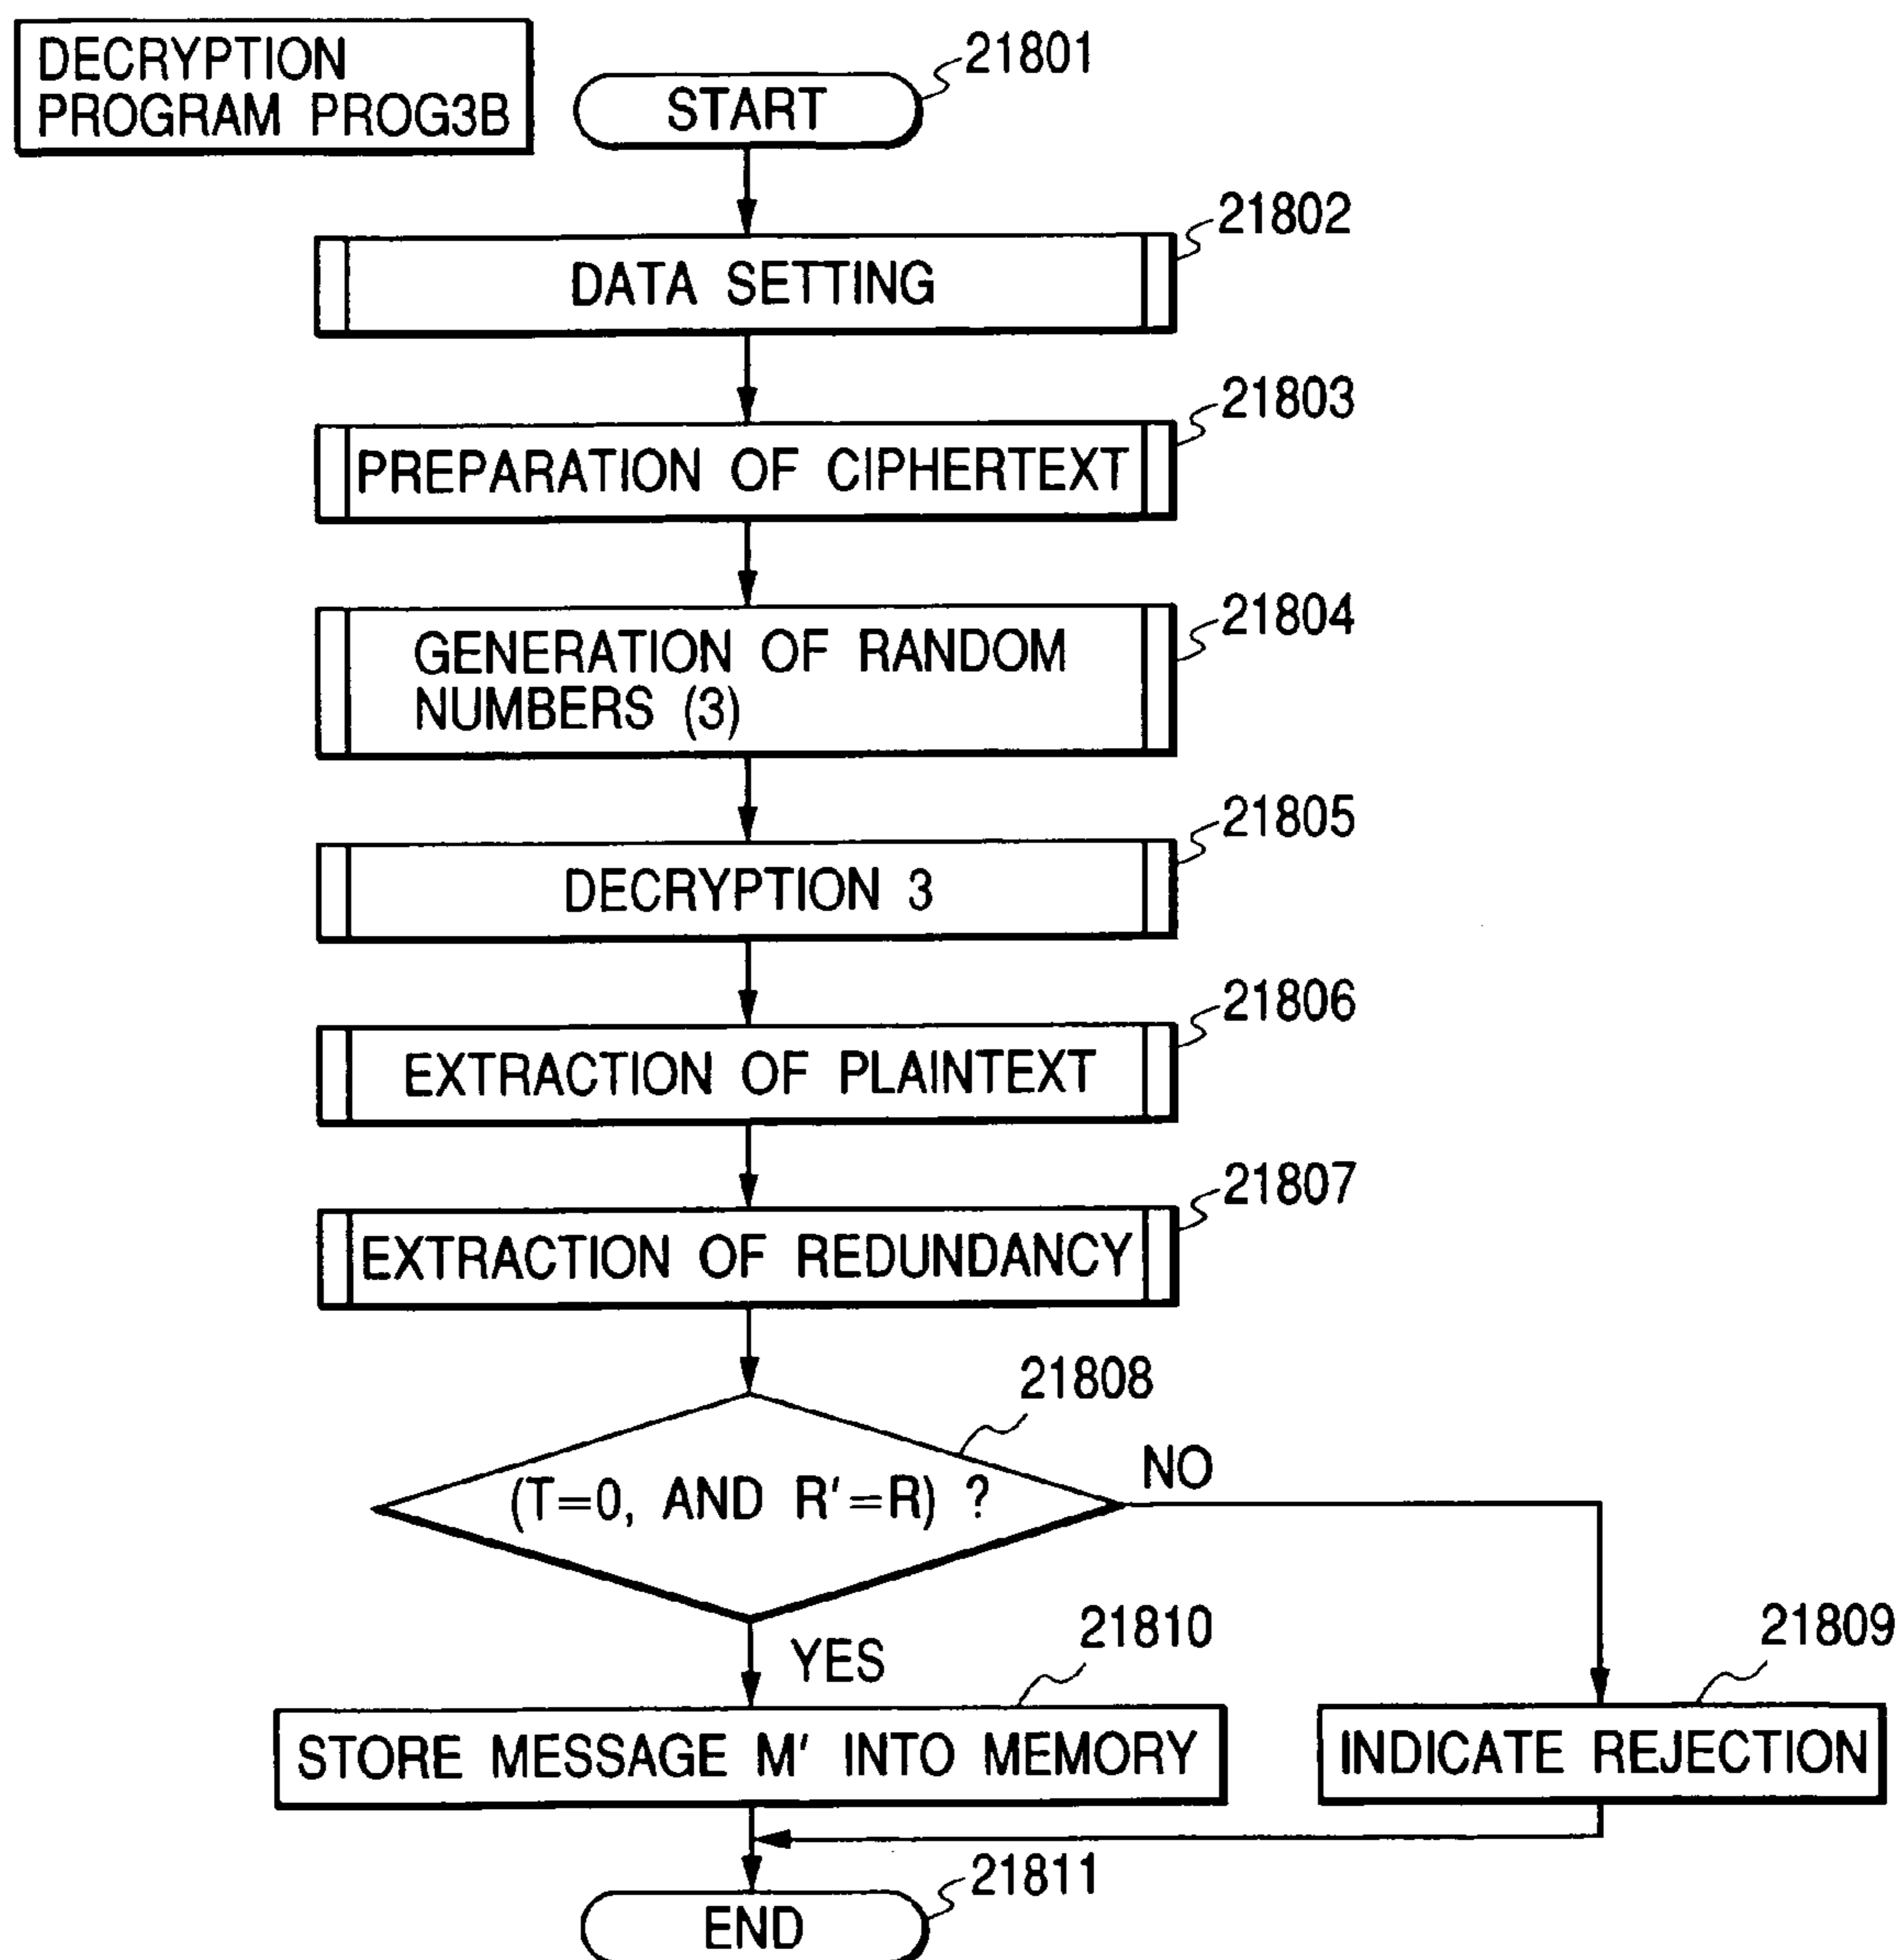 DECRYPTION
PROGRAM PROG3B
START
21801
21802
DATA SETTING
21803
PREPARATION OF CIPHERTEXT
21804
GENERATION OF RANDOM
NUMBERS (3)
21805
DECRYPTION 3
21806
EXTRACTION OF PLAINTEXT
21807
EXTRACTION OF REDUNDANCY
21808
(T=0, AND R'=R) ?
NO
YES
21810
21809
STORE MESSAGE M' INTO MEMORY
INDICATE REJECTION
21811
END